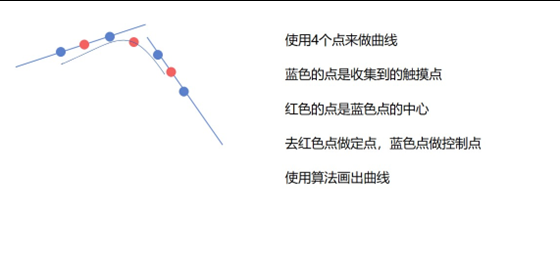 使用4个点来做曲线
蓝色的点是收集到的触摸点
红色的点是蓝色点的中心
去红色点做定点，蓝色点做控制点
使用算法画出曲线